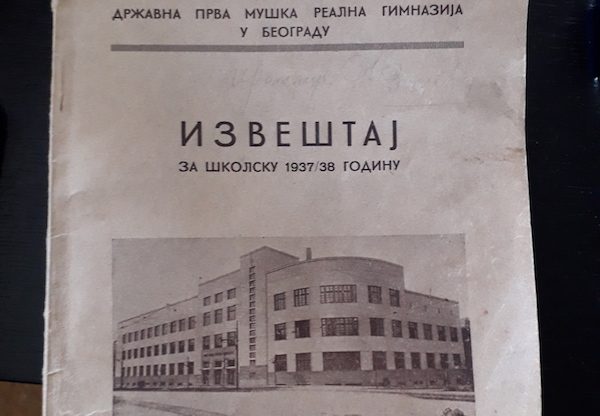 ДРЖАВНА ПРВА МУШКА РЕАЛНА ГИМНАЗИЈА
У БЕОГРАДУ
ИЗВЕШТАЈ
ЗА ШКОЛСКУ 1937/38 ГОДИНУ